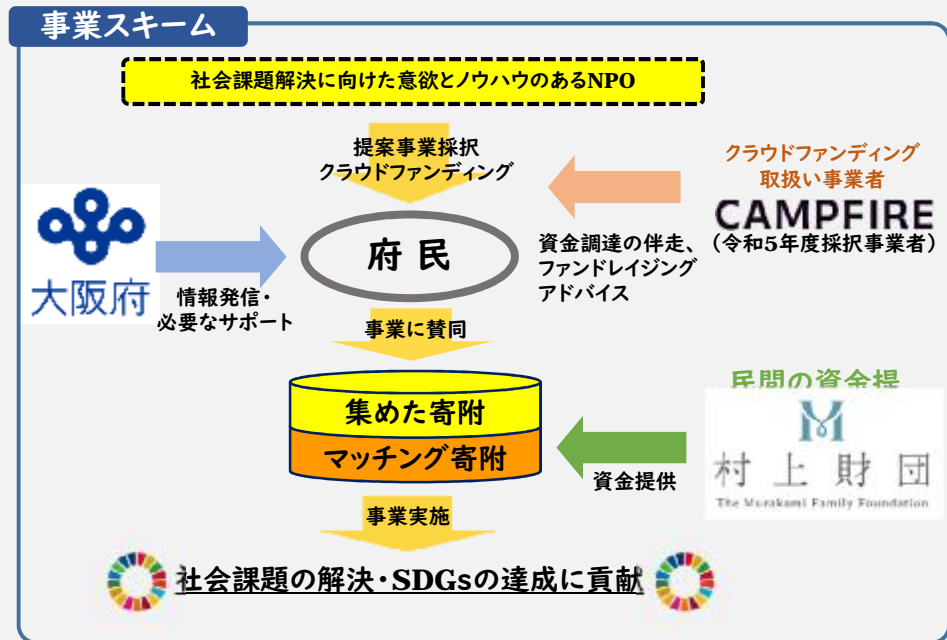 事業スキーム
社会課題解決に向けた意欲とノウハウのあるNPO
提案事業採択
クラウドファンディング
クラウドファンディング
取扱い事業者
CAMPFIRE
(令和5年度採択事業者)
府民
資金調達の伴走、
ファンドレイジング
アドバイス
大阪府
情報発信・
必要なサポート
事業に賛同
集めた寄附
マッチング寄附
民間の資金提
村上財団
The Murakami Family Foundation
資金提供
事業実施
社会課題の解決・SDGsの達成に貢献